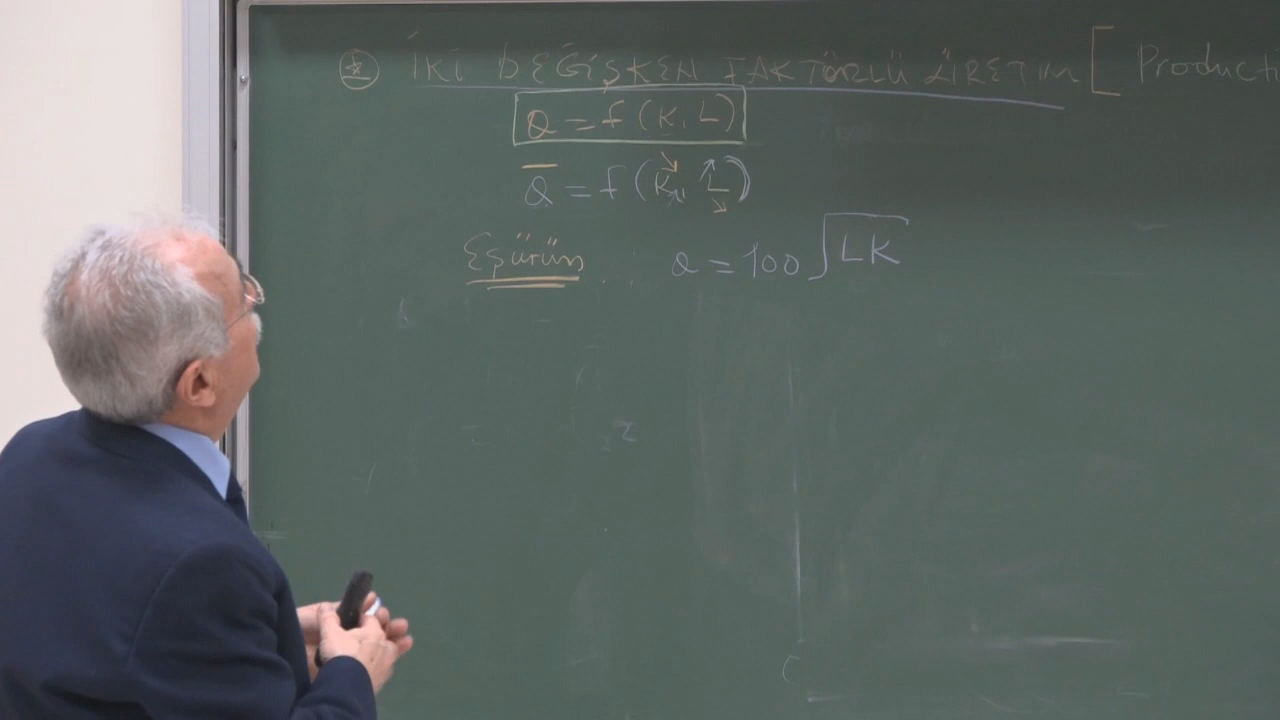 * İKİ DEĞİŞKEN FAKTÖRLÜ ÜRETİM [ Producti
Q = f (K, L)
Q̅ = f (K, L)
Eşürün : Q = 100 √LK